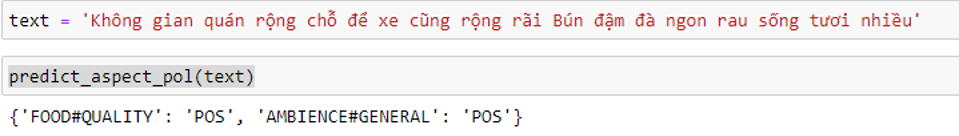 text = 'Không gian quán rộng chỗ để xe cũng rộng rãi Bún đậm đà ngon rau sống tươi nhiều'
predict_aspect_pol(text)
{'FOOD#QUALITY': 'POS', 'AMBIENCE#GENERAL': 'POS'}